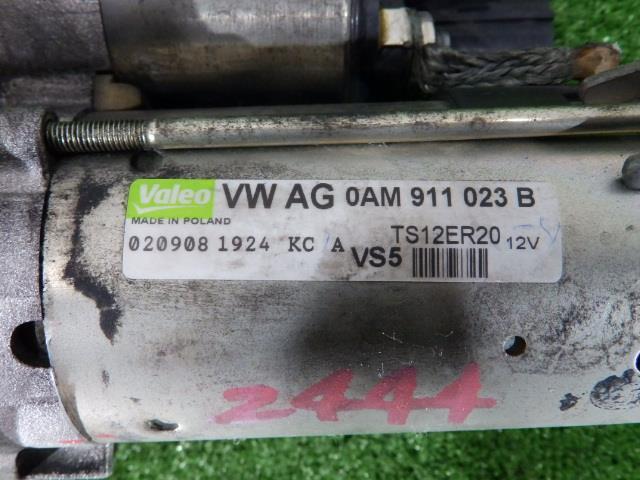 Valeo VW AG 0AM 911 023 B
MADE IN POLAND
020908 1924 KC A VS5 TS12ER20 12V
2444